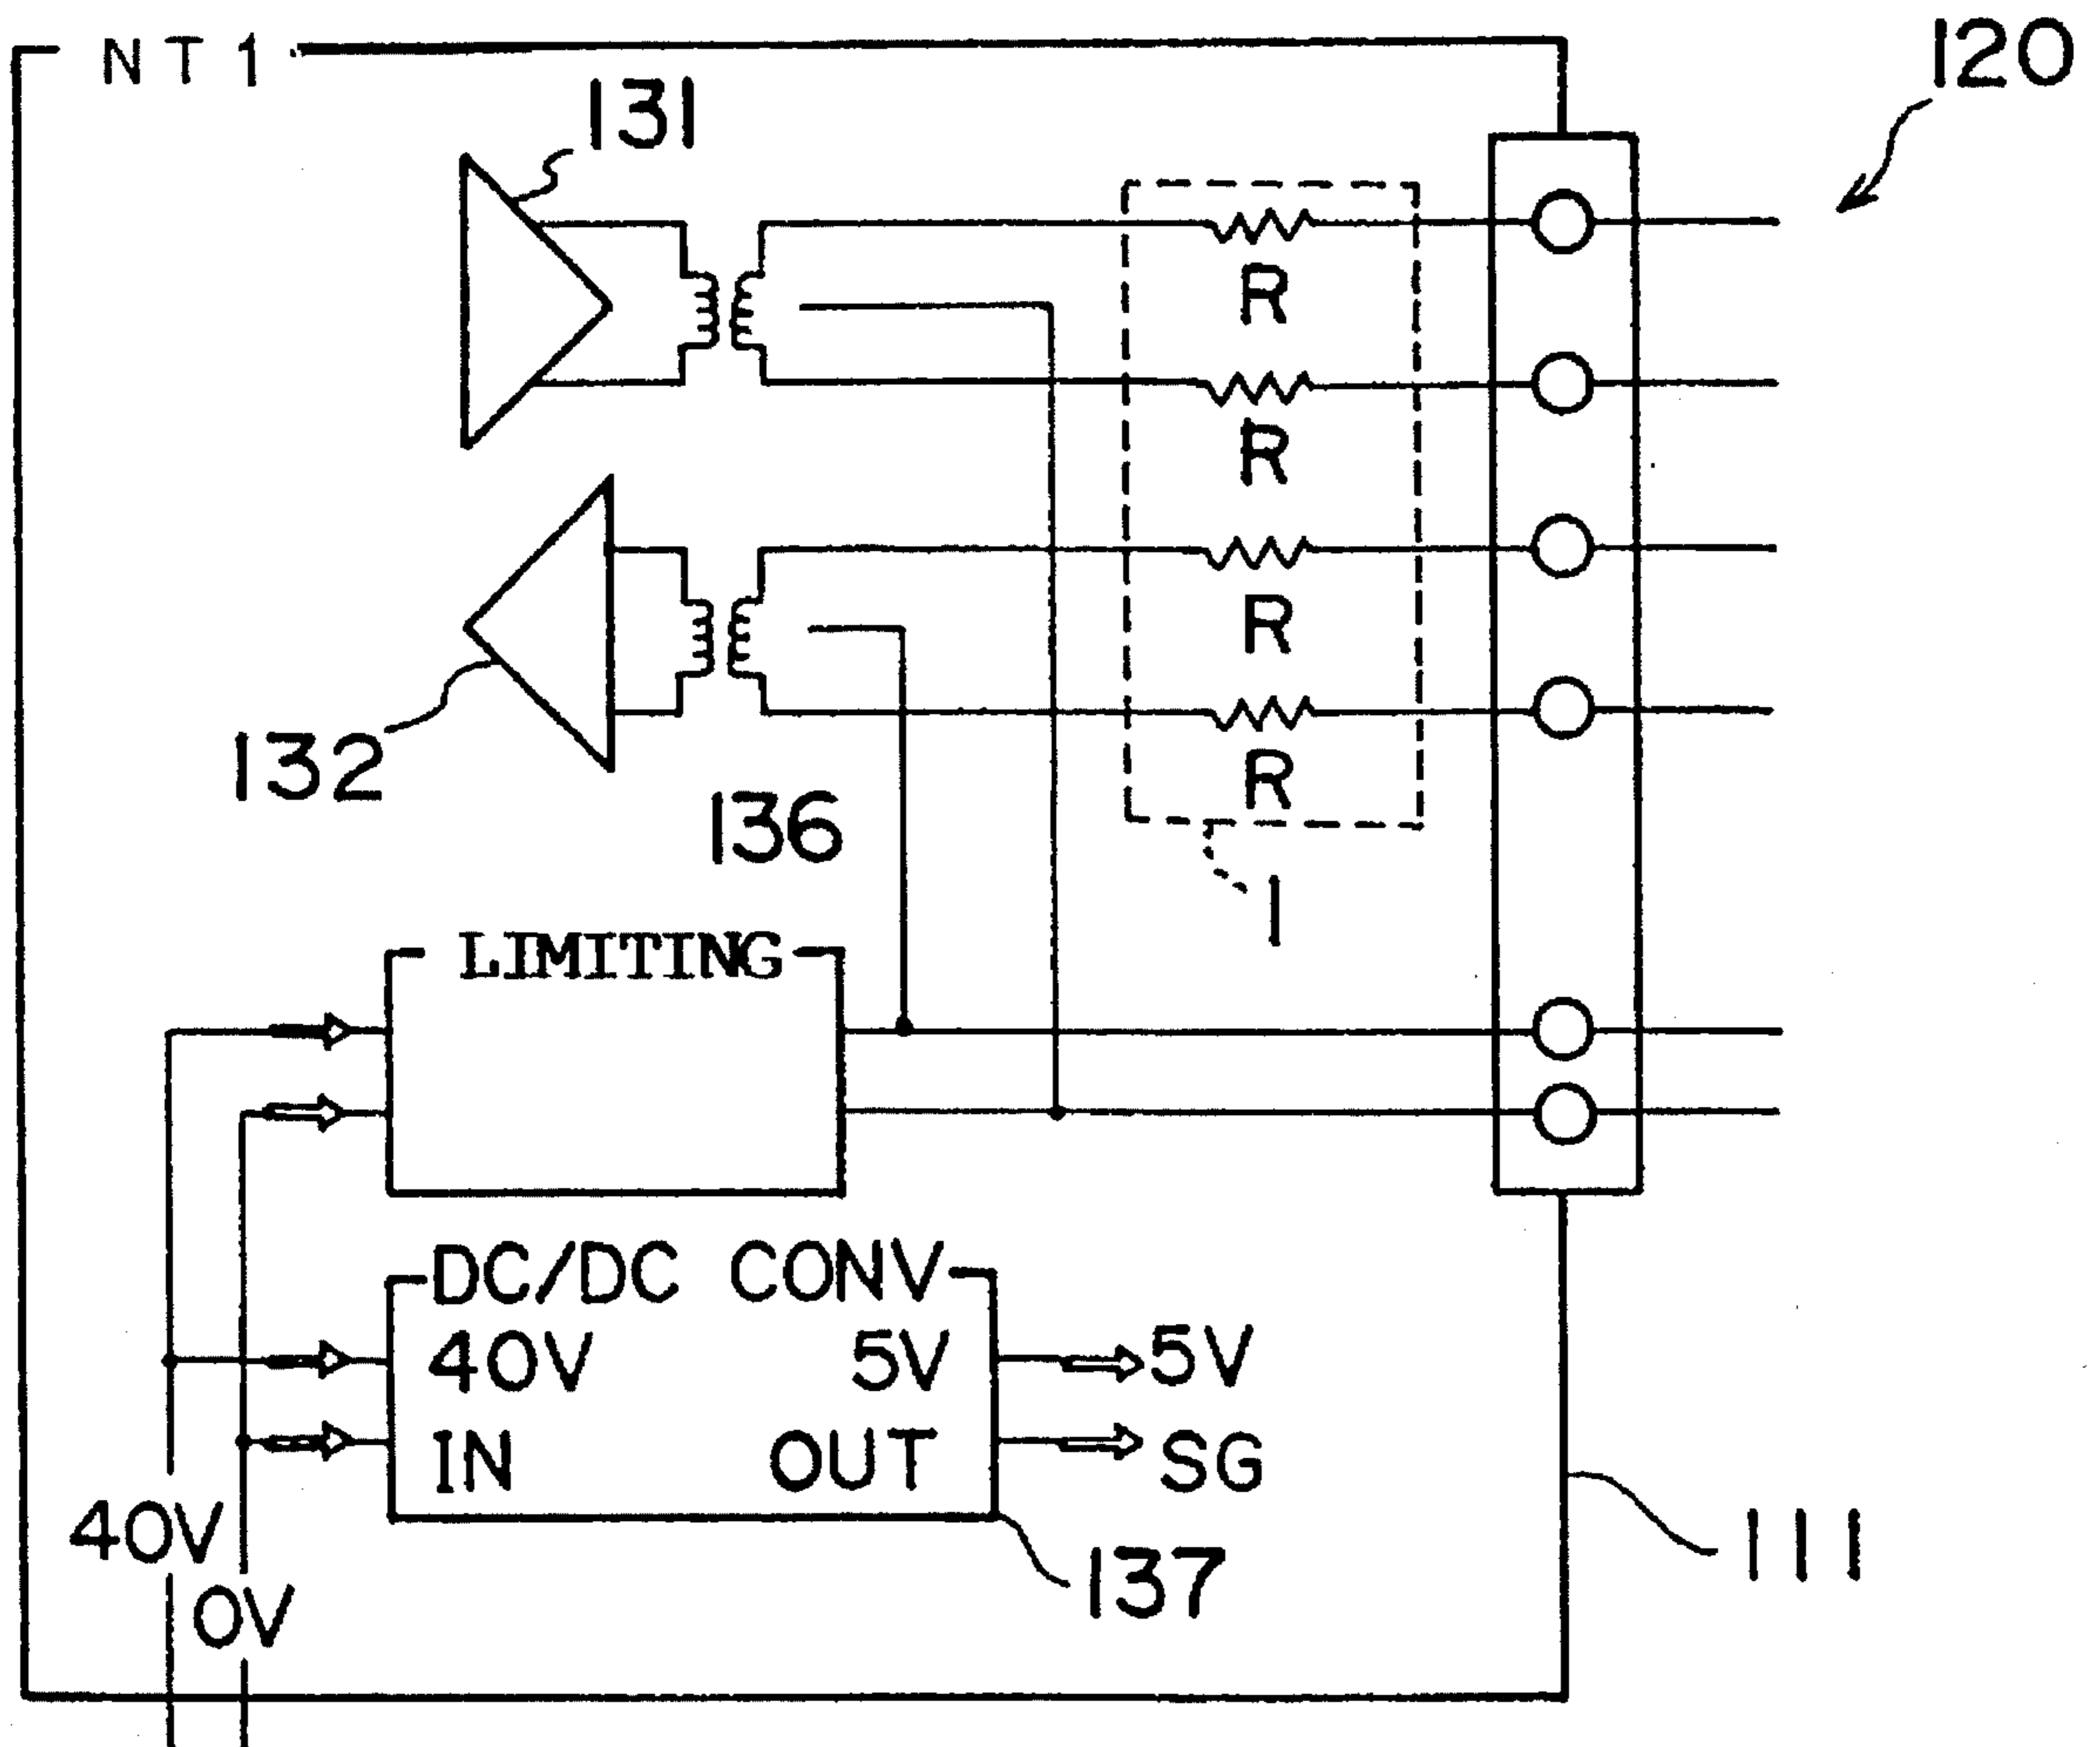 NT1
120
131
R
R
R
132
R
136
1
LIMITING
DC/DC CONV
40V 5V 5V
IN OUT SG
40V
111
137
0V